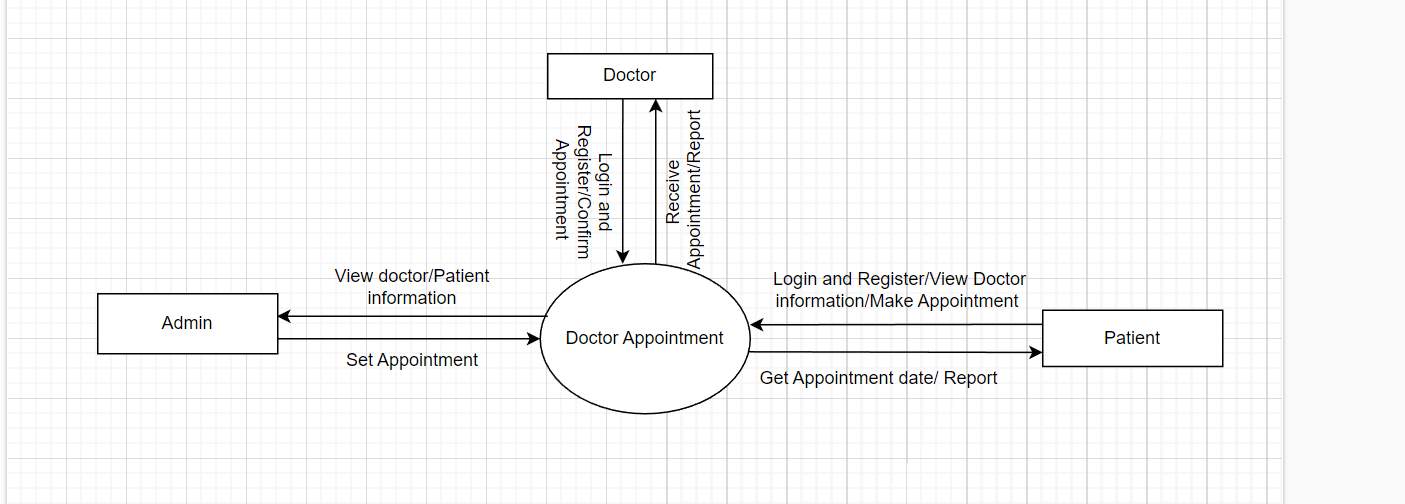 Doctor
Login and
Register/Confirm
Appointment
Receive
Appointment/Report
View doctor/Patient
information
Login and Register/View Doctor
information/Make Appointment
Admin
Doctor Appointment
Patient
Set Appointment
Get Appointment date/ Report